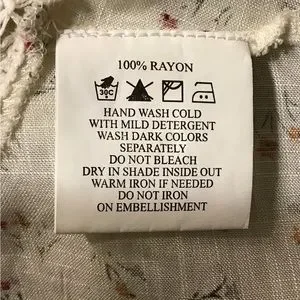 100% RAYON
30C
HAND WASH COLD
WITH MILD DETERGENT
WASH DARK COLORS
SEPARATELY
DO NOT BLEACH
DRY IN SHADE INSIDE OUT
WARM IRON IF NEEDED
DO NOT IRON
ON EMBELLISHMENT